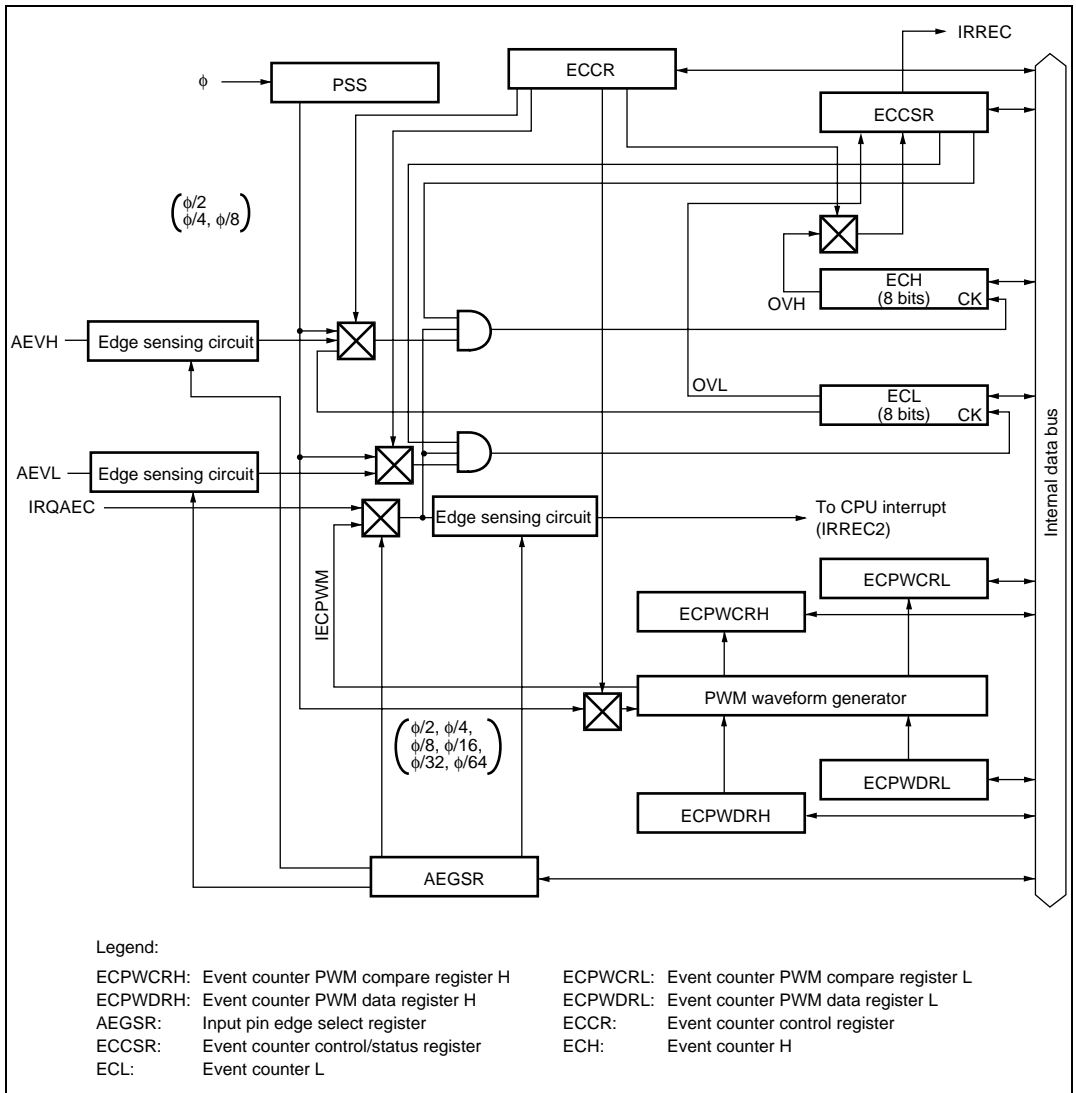 IRREC
ECCR
φ
PSS
ECCSR
φ/2
φ/4, φ/8
ECH
(8 bits)
CK
OVH
AEVH
Edge sensing circuit
OVL
ECL
(8 bits)
CK
AEVL
Edge sensing circuit
IRQAEC
Edge sensing circuit
To CPU interrupt
(IRREC2)
Internal data bus
ECPWCRL
ECPWCRH
IECPWM
PWM waveform generator
φ/2, φ/4,
φ/8, φ/16,
φ/32, φ/64
ECPWDRL
ECPWDRH
AEGSR
Legend:
ECPWCRH: Event counter PWM compare register H
ECPWCRL: Event counter PWM compare register L
ECPWDRH: Event counter PWM data register H
ECPWDRL: Event counter PWM data register L
AEGSR: Input pin edge select register
ECCR: Event counter control register
ECCSR: Event counter control/status register
ECH: Event counter H
ECL: Event counter L